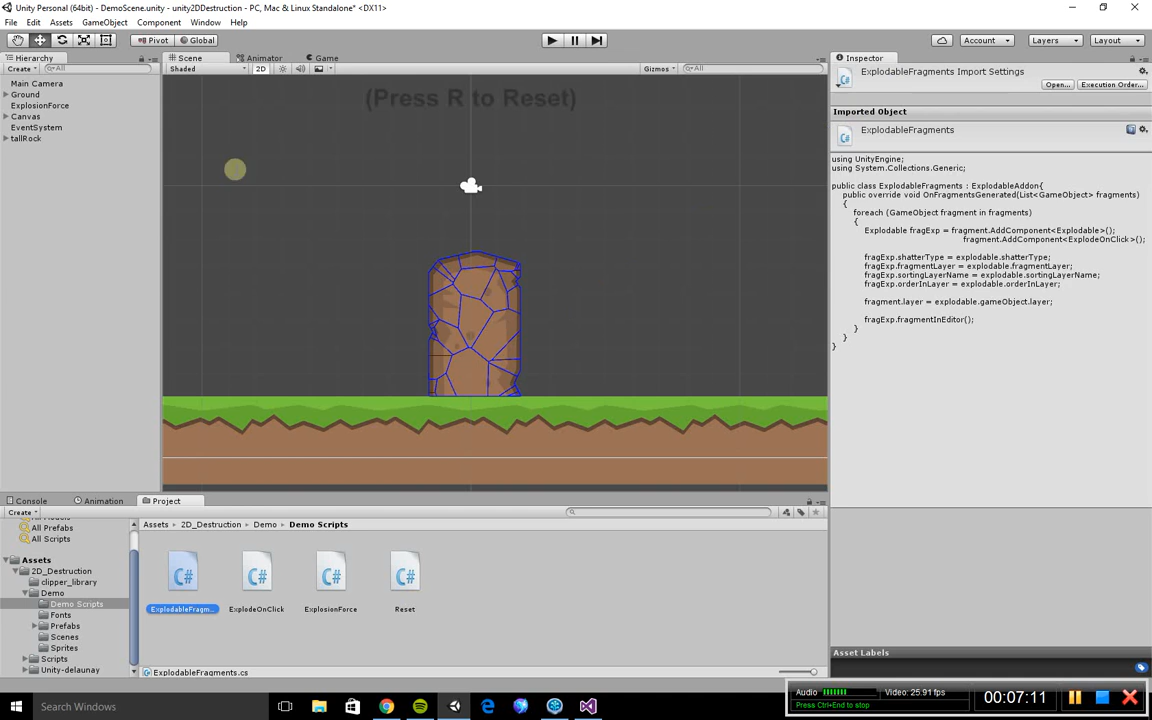 Unity Personal (64bit) - DemoScene.unity - unity2DDestruction - PC, Mac & Linux Standalone* <DX11>
File Edit Assets GameObject Component Window Help
Pivot Global Account Layers Layout
Hierarchy Scene Animator Game Inspector
Create All Shaded 2D Gizmos All
ExplodableFragments Import Settings
Open... Execution Order...
Main Camera
Ground
ExplosionForce
Canvas
EventSystem
tallRock
(Press R to Reset)
Imported Object
ExplodableFragments
using UnityEngine;
using System.Collections.Generic;
public class ExplodableFragments : ExplodableAddon{
public override void OnFragmentsGenerated(List<GameObject> fragments)
{
foreach (GameObject fragment in fragments)
{
Explodable fragExp = fragment.AddComponent<Explodable>();
fragment.AddComponent<ExplodeOnClick>();
fragExp.shatterType = explodable.shatterType;
fragExp.fragmentLayer = explodable.fragmentLayer;
fragExp.sortingLayerName = explodable.sortingLayerName;
fragExp.orderInLayer = explodable.orderInLayer;
fragment.layer = explodable.gameObject.layer;
fragExp.fragmentInEditor();
}
}
}
Console Animation Project
Create
All Prefabs
All Scripts
Assets
2D_Destruction
clipper_library
Demo
Demo Scripts
Fonts
Prefabs
Scenes
Sprites
Scripts
Unity-delaunay
Assets 2D_Destruction Demo Demo Scripts
ExplodableFragm... ExplodeOnClick ExplosionForce Reset
ExplodableFragments.cs
Asset Labels
Search Windows
Audio Video: 25.91 fps
Press Ctrl+End to stop
00:07:11